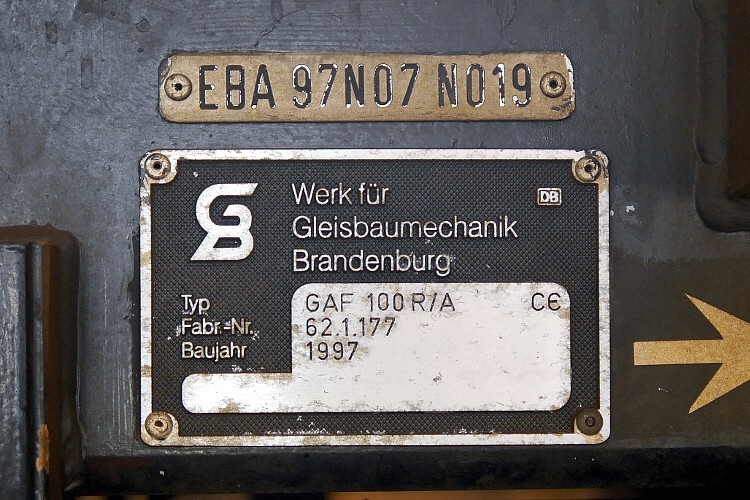 EBA 97N07 N019
GB
Werk für
DB
Gleisbaumechanik
Brandenburg
Typ GAF 100 R/A CE
Fabr.-Nr. 62.1.177
Baujahr 1997